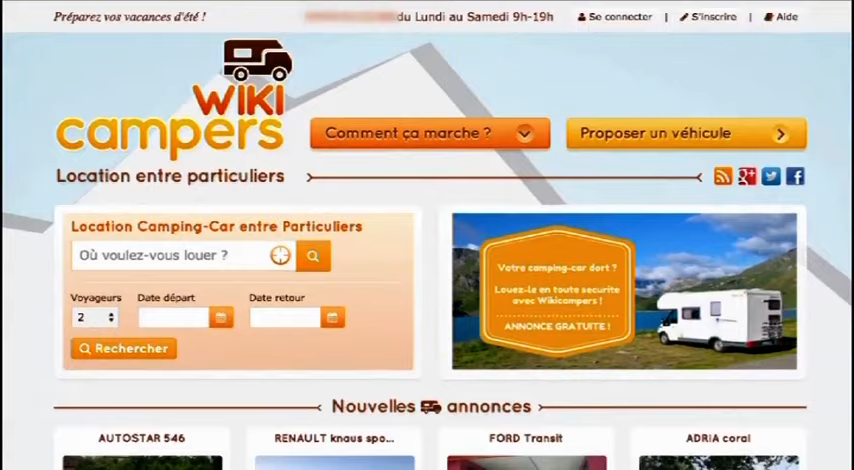 Préparez vos vacances d'été !
du Lundi au Samedi 9h-19h
Se connecter | S'inscrire | Aide
WIKI
campers
Comment ça marche ?
Proposer un véhicule
Location entre particuliers
Location Camping-Car entre Particuliers
Où voulez-vous louer ?
Voyageurs Date départ Date retour
2
Rechercher
Votre camping-car dort ?
Louez-le en toute securite
avec Wikicampers !
ANNONCE GRATUITE !
Nouvelles annonces
AUTOSTAR 546
RENAULT knaus spo...
FORD Transit
ADRIA coral